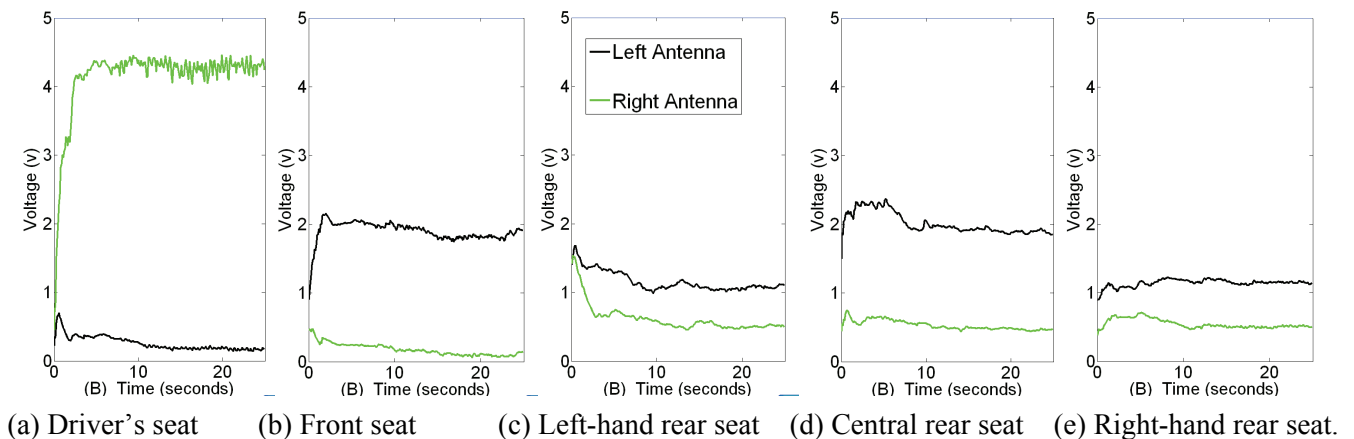 5
4
3
2
1
0
Voltage (v)
0 10 20
(B) Time (seconds)
(a) Driver’s seat
5
4
3
2
1
0
Voltage (v)
0 10 20
(B) Time (seconds)
(b) Front seat
5
4
3
2
1
0
Voltage (v)
Left Antenna
Right Antenna
0 10 20
(B) Time (seconds)
(c) Left-hand rear seat
5
4
3
2
1
0
Voltage (v)
0 10 20
(B) Time (seconds)
(d) Central rear seat
5
4
3
2
1
0
Voltage (v)
0 10 20
(B) Time (seconds)
(e) Right-hand rear seat.